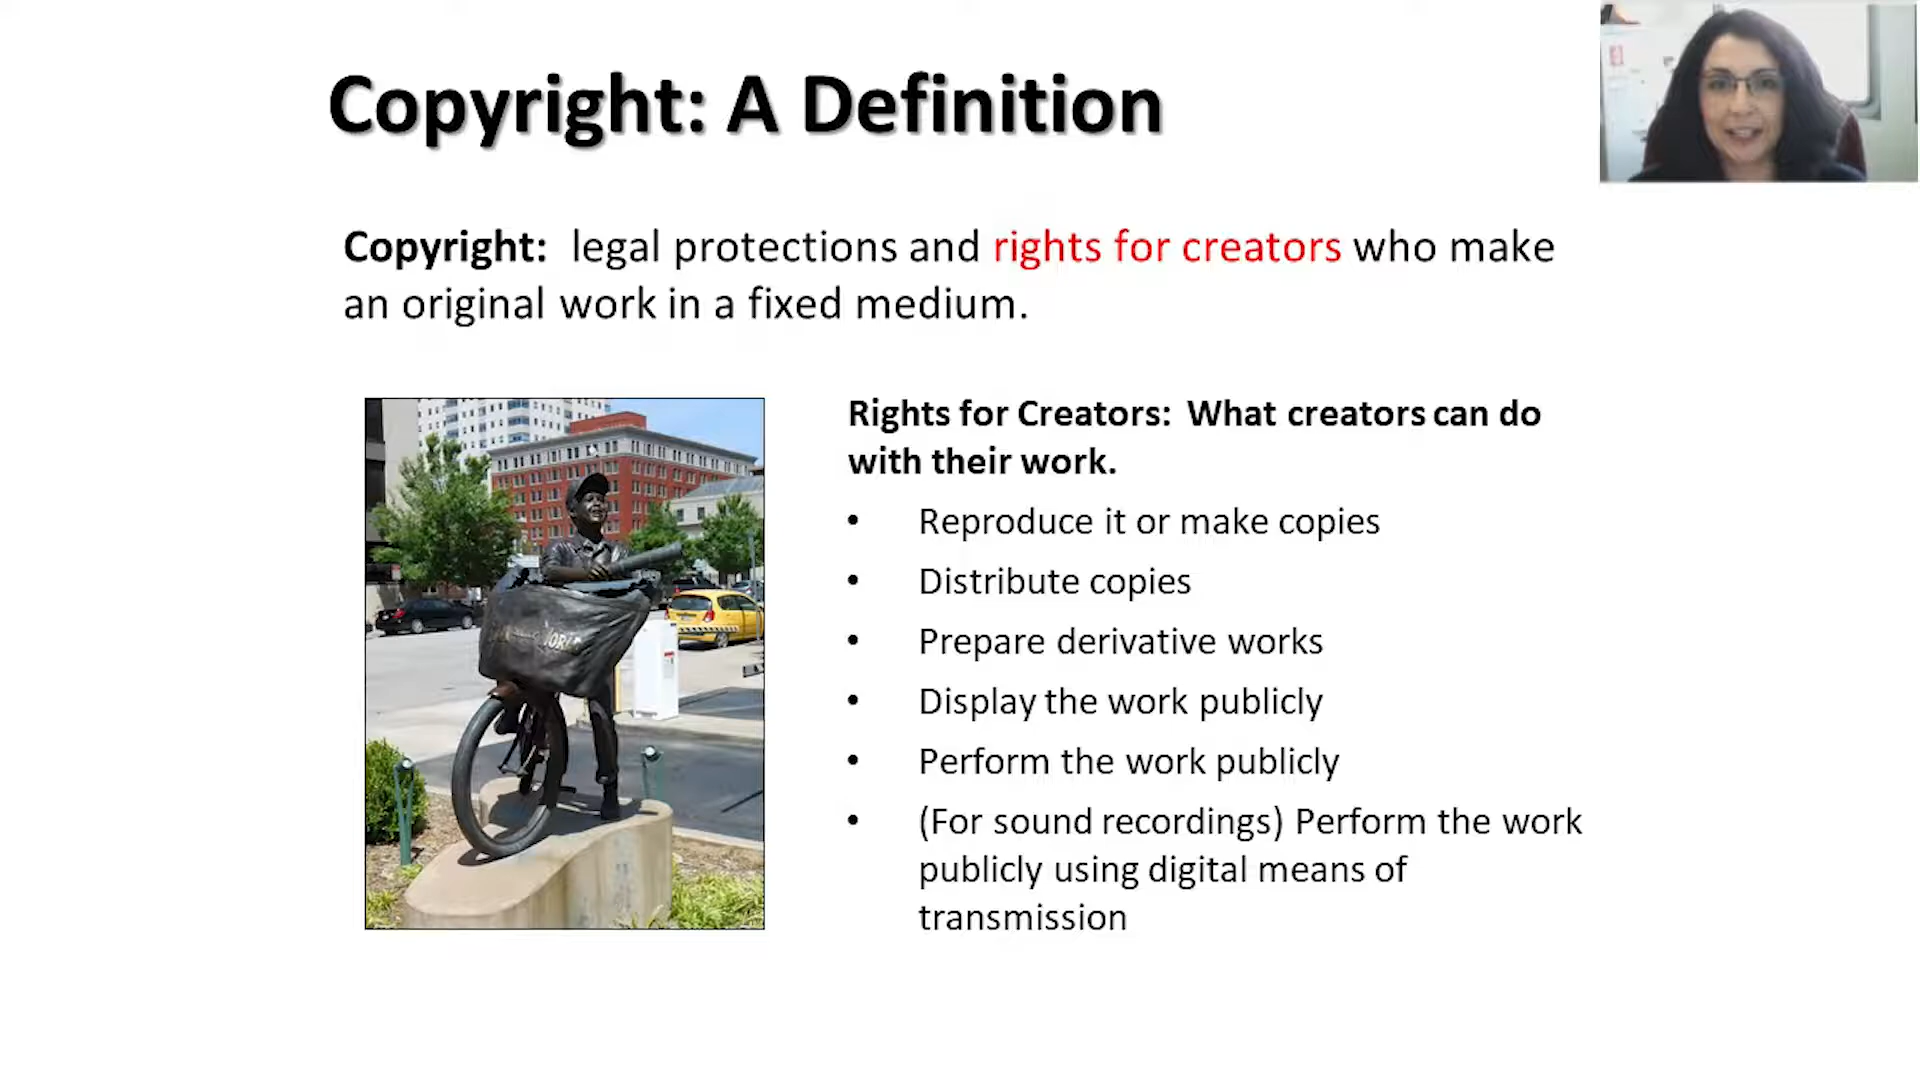 Copyright: A Definition
Copyright: legal protections and rights for creators who make
an original work in a fixed medium.
Rights for Creators: What creators can do
with their work.
• Reproduce it or make copies
• Distribute copies
• Prepare derivative works
• Display the work publicly
• Perform the work publicly
• (For sound recordings) Perform the work
publicly using digital means of
transmission
WORLD